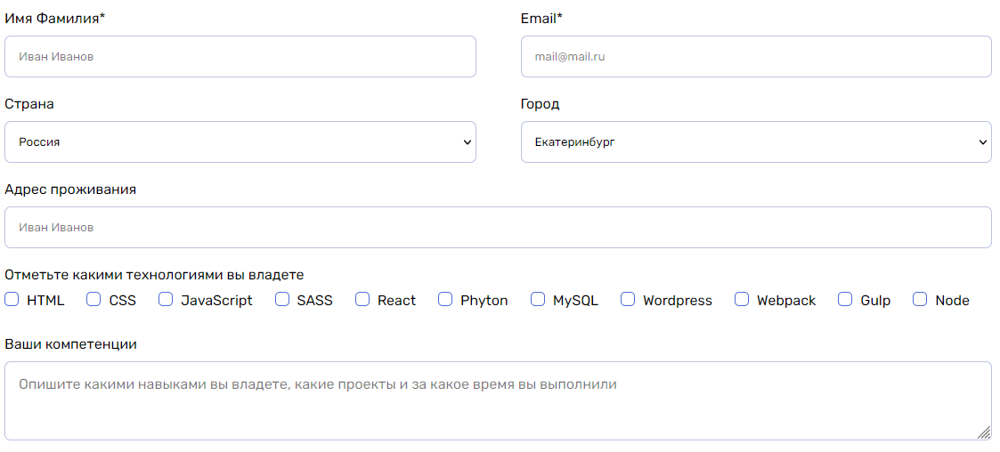 Имя Фамилия* Email*
Иван Иванов mail@mail.ru
Страна Город
Россия Екатеринбург
Адрес проживания
Иван Иванов
Отметьте какими технологиями вы владете
HTML CSS JavaScript SASS React Phyton MySQL Wordpress Webpack Gulp Node
Ваши компетенции
Опишите какими навыками вы владете, какие проекты и за какое время вы выполнили